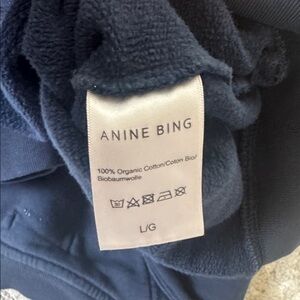 ANINE BING
100% Organic Cotton/Coton Bio/
Biobaumwolle
L/G